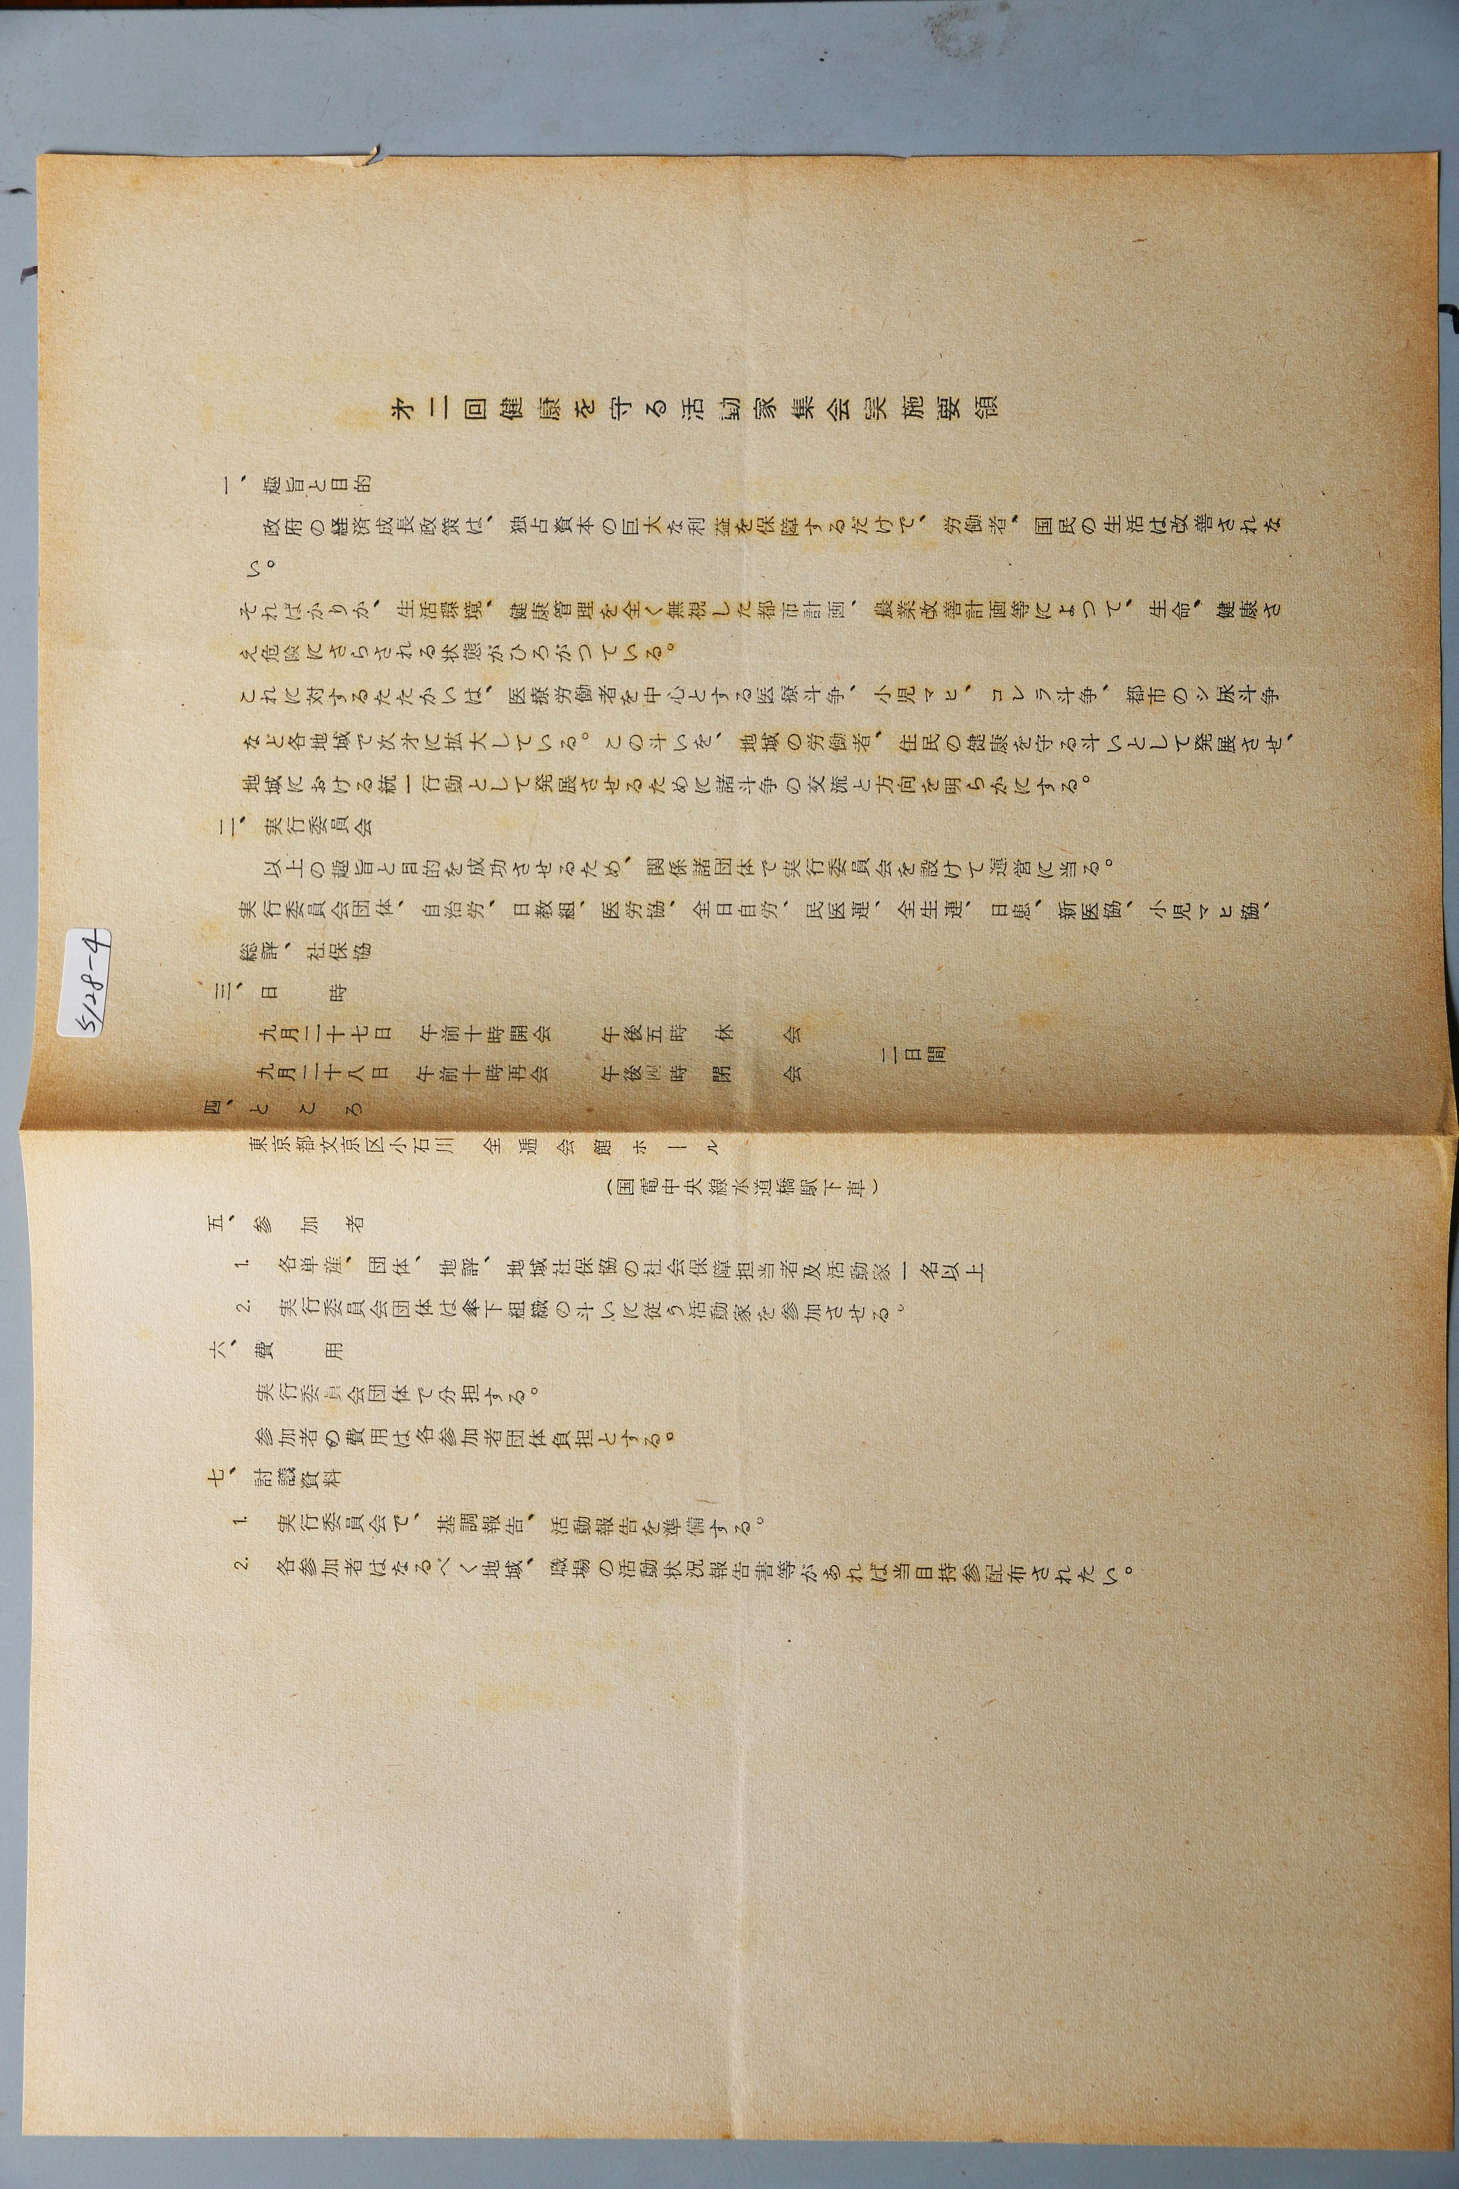 才二回健康を守る活動家集会実施要領
一、趣旨と目的
政府の経済成長政策は、独占資本の巨大な利益を保障するだけで、労働者、国民の生活は改善されな
い。
そればかりか、生活環境、健康管理を全く無視した都市計画、農業改善計画等によつて、生命、健康さ
え危険にさらされる状態がひろがつている。
これに対するたたかいは、医療労働者を中心とする医療斗争、小児マヒ、コレラ斗争、都市のシ尿斗争
など各地域で次才に拡大している。この斗いを、地域の労働者、住民の健康を守る斗いとして発展させ、
地域における統一行動として発展させるために諸斗争の交流と方向を明らかにする。
二、実行委員会
以上の趣旨と目的を成功させるため、関係諸団体で実行委員会を設けて運営に当る。
実行委員会団体、自治労、日教組、医労協、全日自労、民医連、全生連、日患、新医協、小児マヒ協、
総評、社保協
三、日時
九月二十七日 午前十時開会 午後五時 休会
二日間
九月二十八日 午前十時再会 午後四時 閉会
四、ところ
東京都文京区小石川 全逓会館ホール
(国電中央線水道橋駅下車)
五、参加者
1. 各単産、団体、地評、地域社保協の社会保障担当者及活動家一名以上
2. 実行委員会団体は傘下組織の斗いに従う活動家を参加させる。
六、費用
実行委員会団体で分担する。
参加者の費用は各参加者団体負担とする。
七、討議資料
1. 実行委員会で、基調報告、活動報告を準備する。
2. 各参加者はなるべく地域、職場の活動状況報告書等があれば当日持参配布されたい。
5128-4